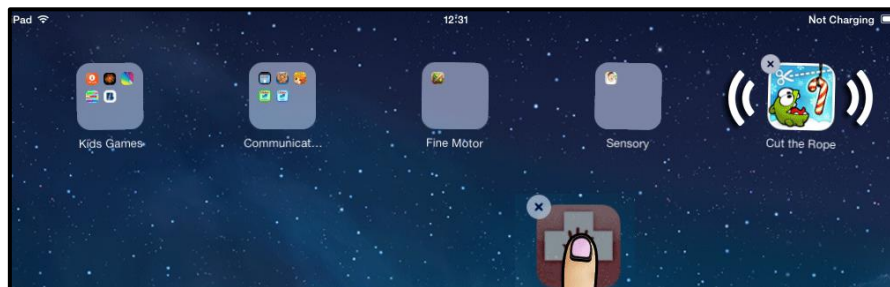 Pad 12:31 Not Charging
Kids Games Communicat... Fine Motor Sensory Cut the Rope